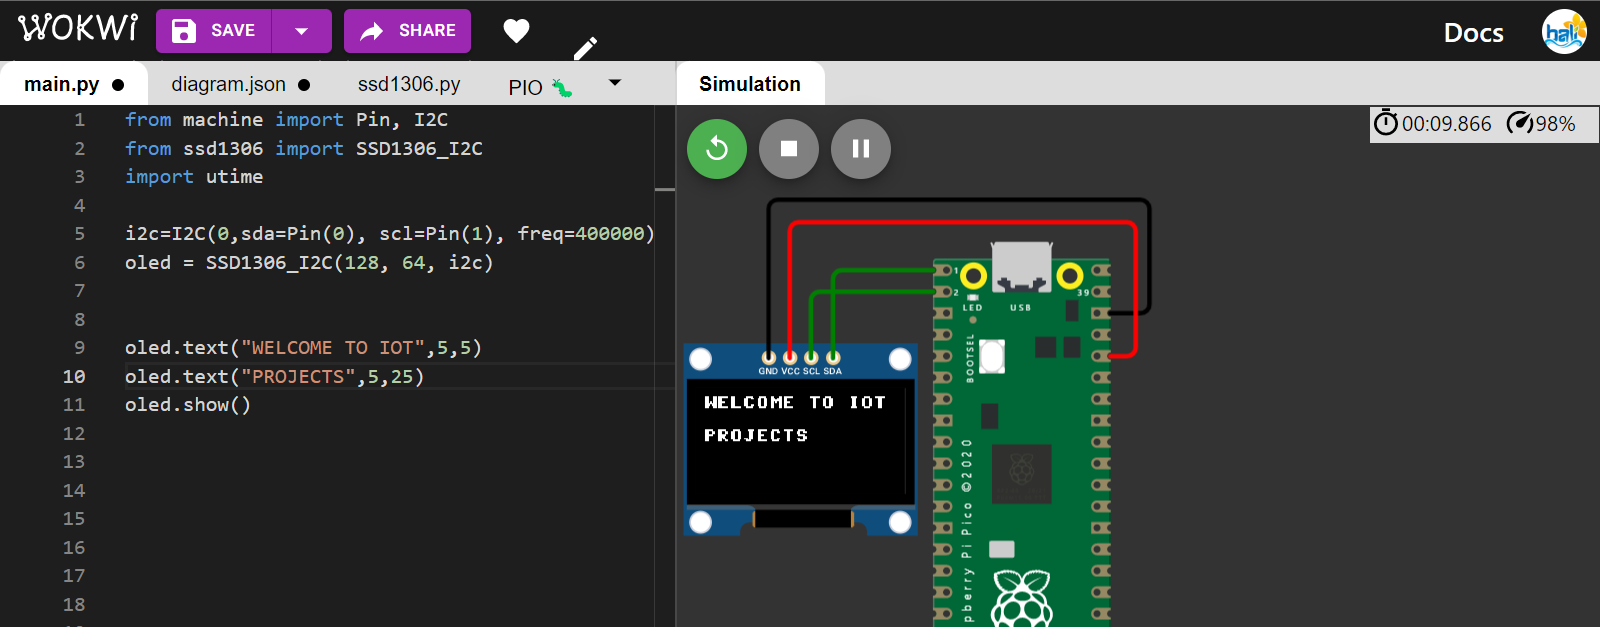 WOKWi SAVE SHARE Docs
hali
main.py ● diagram.json ● ssd1306.py PIO
Simulation
00:09.866 98%
1 from machine import Pin, I2C
2 from ssd1306 import SSD1306_I2C
3 import utime
4
5 i2c=I2C(0,sda=Pin(0), scl=Pin(1), freq=400000)
6 oled = SSD1306_I2C(128, 64, i2c)
7
8
9 oled.text("WELCOME TO IOT",5,5)
10 oled.text("PROJECTS",5,25)
11 oled.show()
12
13
14
15
16
17
18
GND VCC SCL SDA
WELCOME TO IOT
PROJECTS
1
2
39
LED
USB
BOOTSEL
pberry Pi Pico ©2020